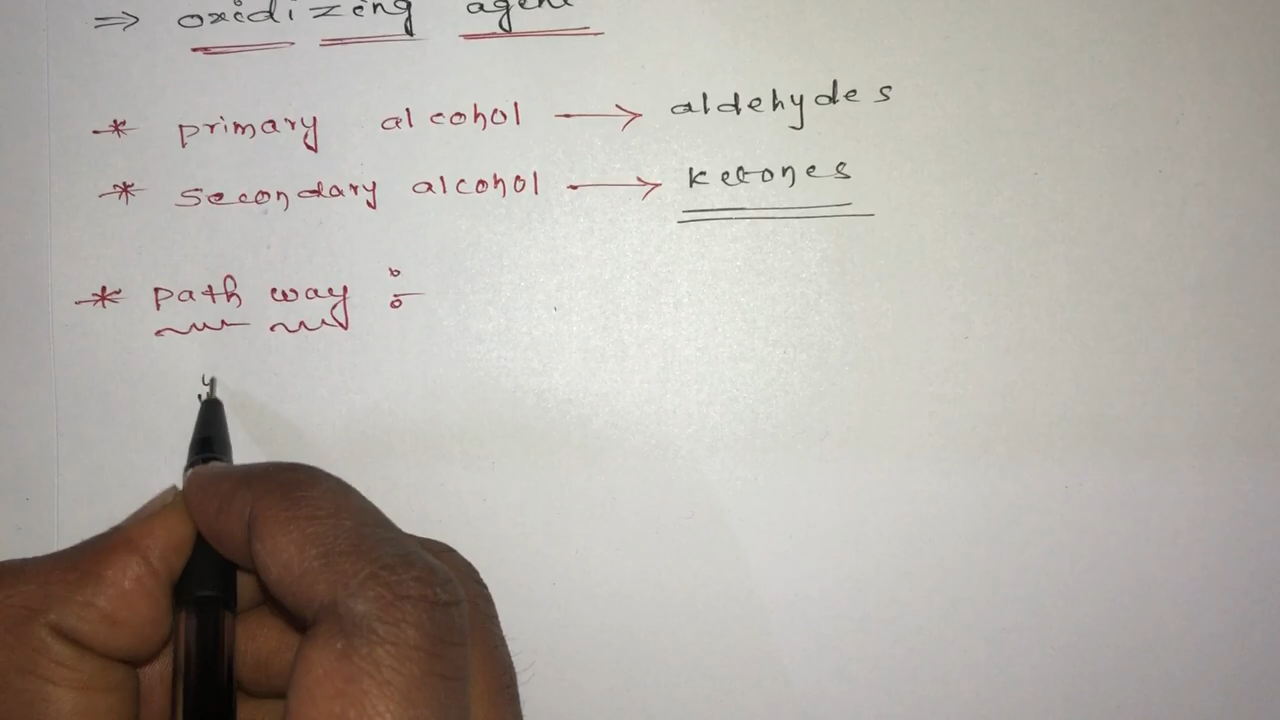 ⇒ oxidizing agent
* primary alcohol → aldehydes
* secondary alcohol → ketones
* path way :-